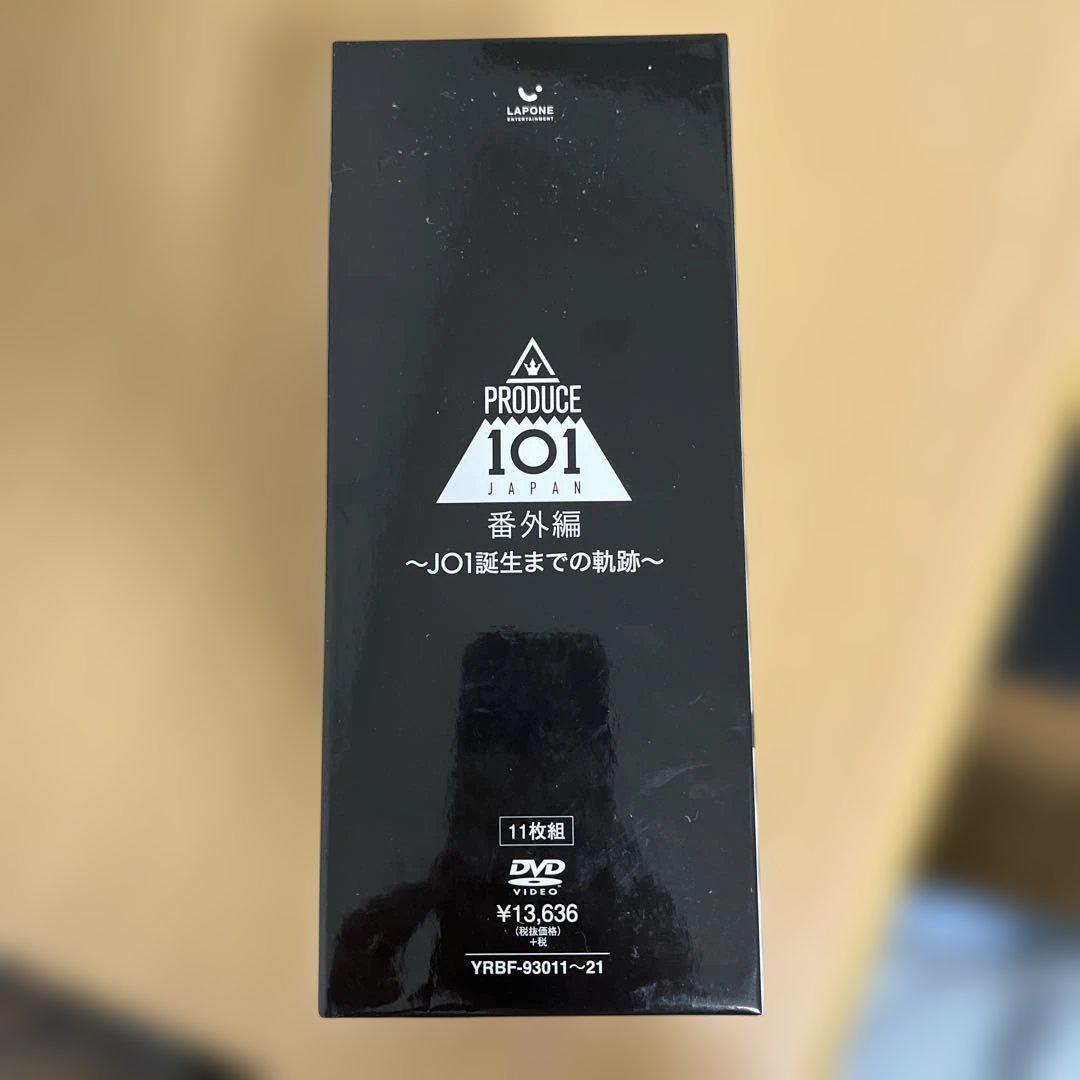 LAPONE
ENTERTAINMENT
PRODUCE
101
JAPAN
番外編
～JO1誕生までの軌跡～
11枚組
DVD
VIDEO
¥13,636
(税抜価格)
+税
YRBF-93011～21